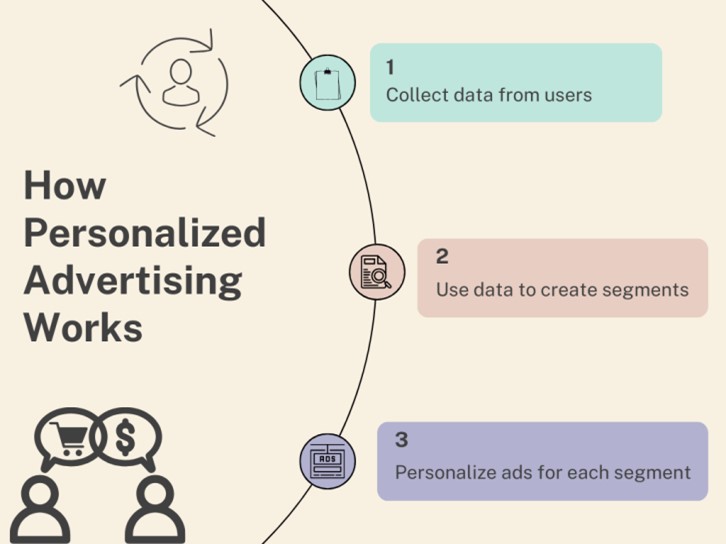 How
Personalized
Advertising
Works
1
Collect data from users
2
Use data to create segments
3
Personalize ads for each segment
$
ADS